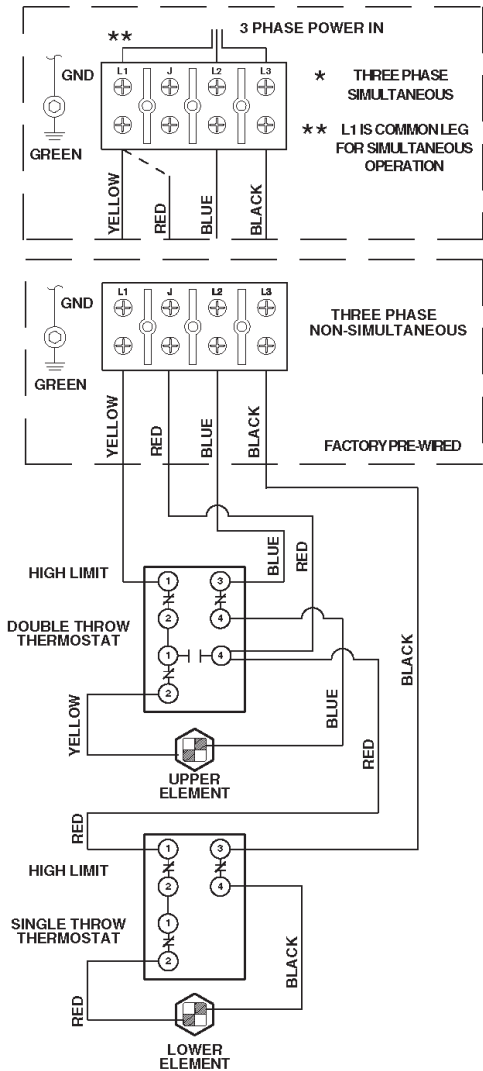 3 PHASE POWER IN
**
L1 J L2 L3
GND
GREEN
* THREE PHASE
SIMULTANEOUS
** L1 IS COMMON LEG
FOR SIMULTANEOUS
OPERATION
YELLOW
RED
BLUE
BLACK
L1 J L2 L3
GND
GREEN
THREE PHASE
NON-SIMULTANEOUS
YELLOW
RED
BLUE
BLACK
FACTORY PRE-WIRED
BLUE
RED
HIGH LIMIT
1 3
2 4
DOUBLE THROW
THERMOSTAT
1 4
2
BLACK
YELLOW
BLUE
RED
UPPER
ELEMENT
RED
HIGH LIMIT
1 3
2 4
SINGLE THROW
THERMOSTAT
1
2
BLACK
RED
LOWER
ELEMENT